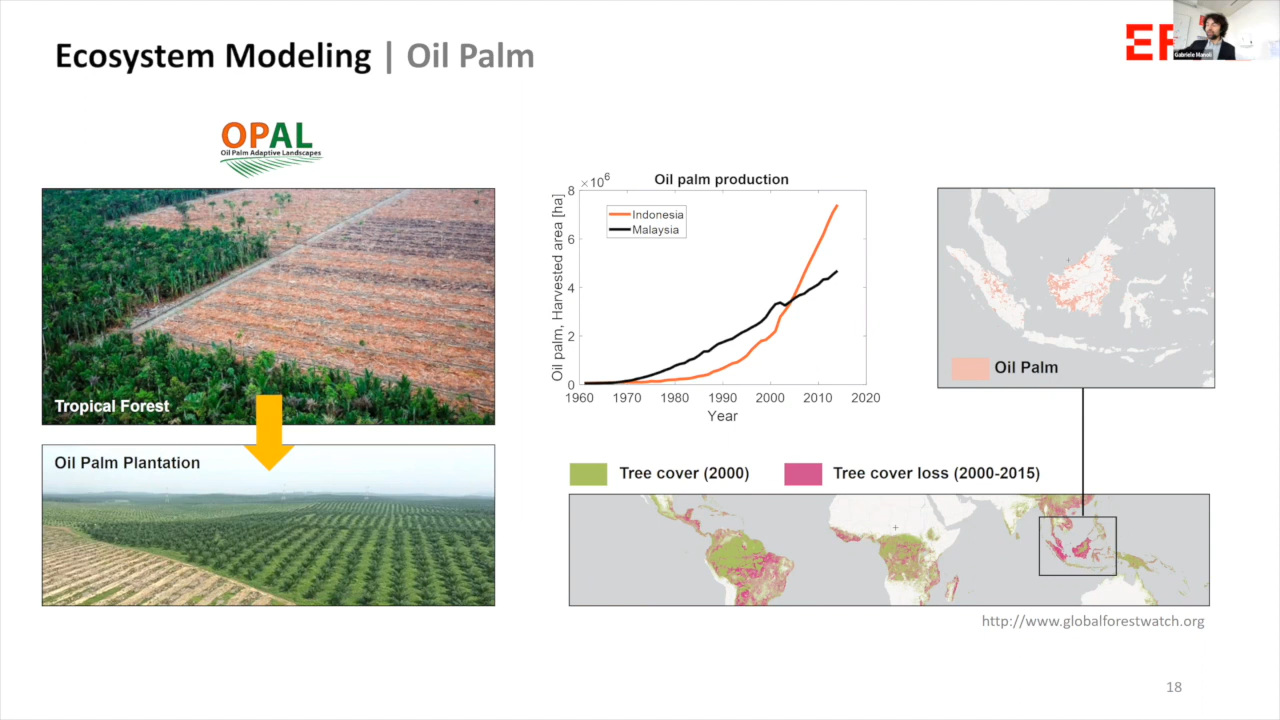 Ecosystem Modeling | Oil Palm
Gabriele Manoli
OPAL
Oil Palm Adaptive Landscapes
Tropical Forest
Oil Palm Plantation
Oil palm production
×10⁶
Oil palm, Harvested area [ha]
8
6
4
2
0
Indonesia
Malaysia
1960 1970 1980 1990 2000 2010 2020
Year
Oil Palm
Tree cover (2000)
Tree cover loss (2000-2015)
http://www.globalforestwatch.org
18